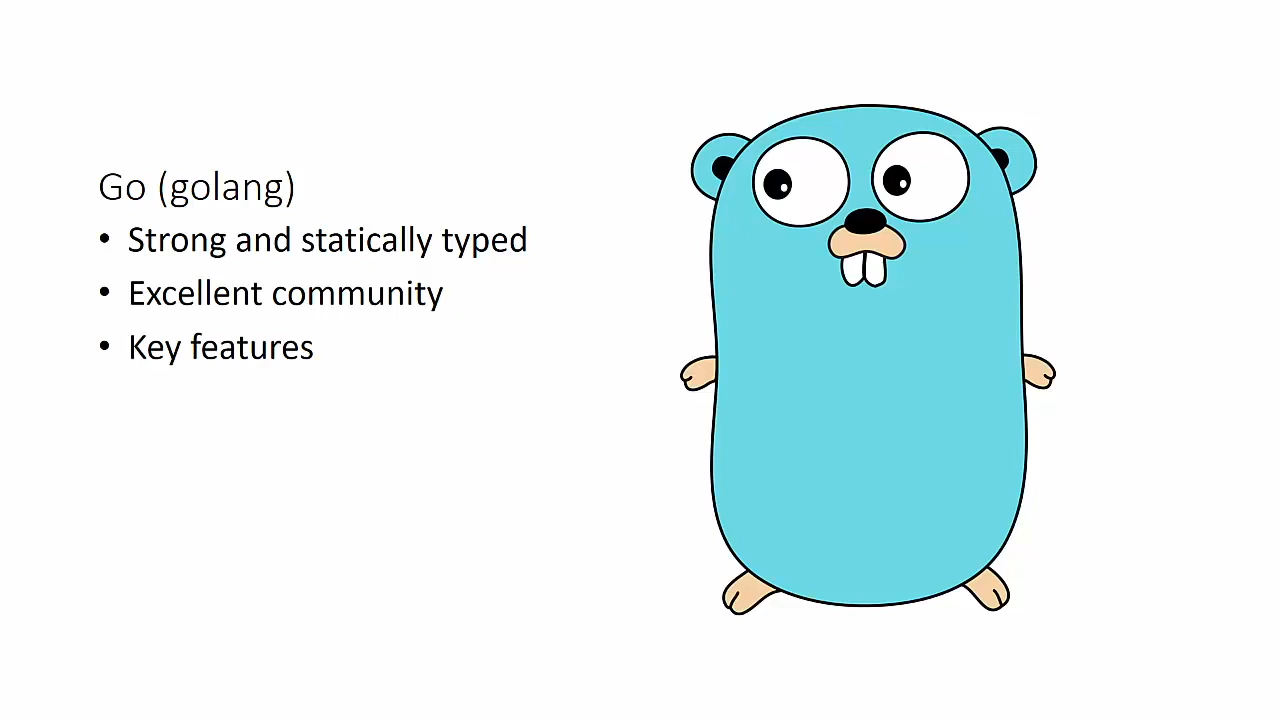 Go (golang)
• Strong and statically typed
• Excellent community
• Key features